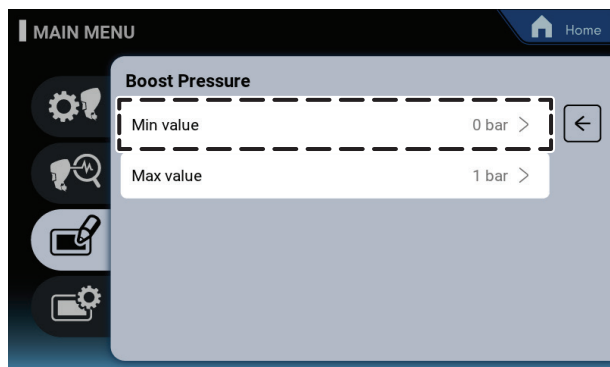 MAIN MENU
Home
Boost Pressure
Min value 0 bar
Max value 1 bar